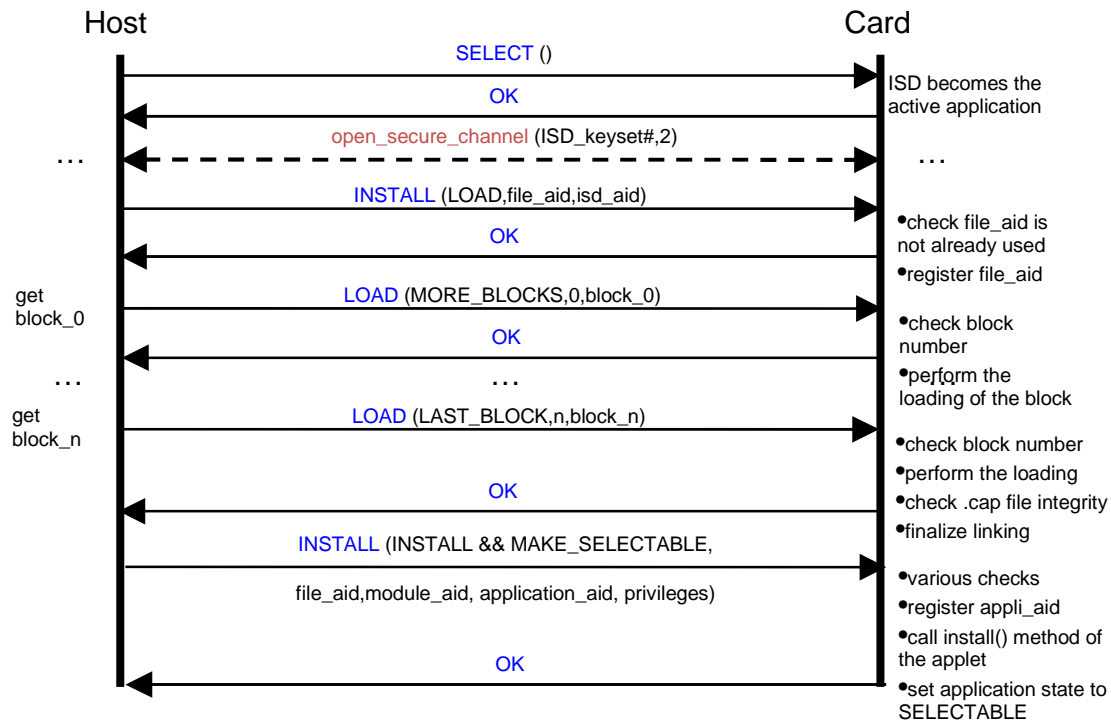 Host
Card
SELECT ()
ISD becomes the
active application
OK
open_secure_channel (ISD_keyset#,2)
…
…
INSTALL (LOAD,file_aid,isd_aid)
•check file_aid is
not already used
•register file_aid
OK
get
block_0
LOAD (MORE_BLOCKS,0,block_0)
•check block
number
•perform the
loading of the block
OK
…
…
…
get
block_n
LOAD (LAST_BLOCK,n,block_n)
•check block number
•perform the loading
•check .cap file integrity
•finalize linking
OK
INSTALL (INSTALL && MAKE_SELECTABLE,
file_aid,module_aid, application_aid, privileges)
•various checks
•register appli_aid
•call install() method of
the applet
•set application state to
SELECTABLE
OK